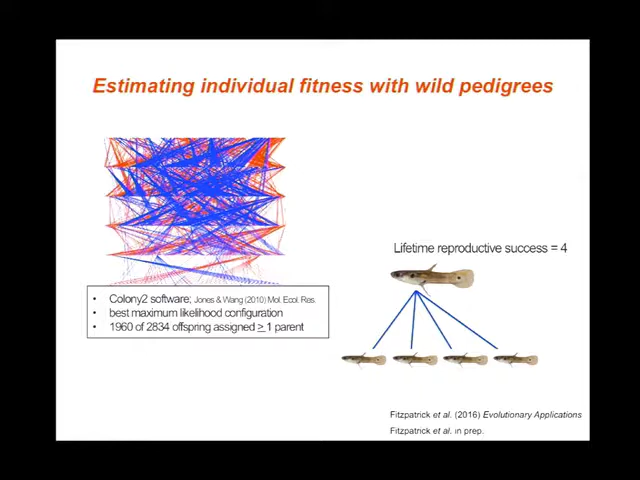 Estimating individual fitness with wild pedigrees
Lifetime reproductive success = 4
• Colony2 software; Jones & Wang (2010) Mol. Ecol. Res.
• best maximum likelihood configuration
• 1960 of 2834 offspring assigned > 1 parent
Fitzpatrick et al. (2016) Evolutionary Applications
Fitzpatrick et al. in prep.